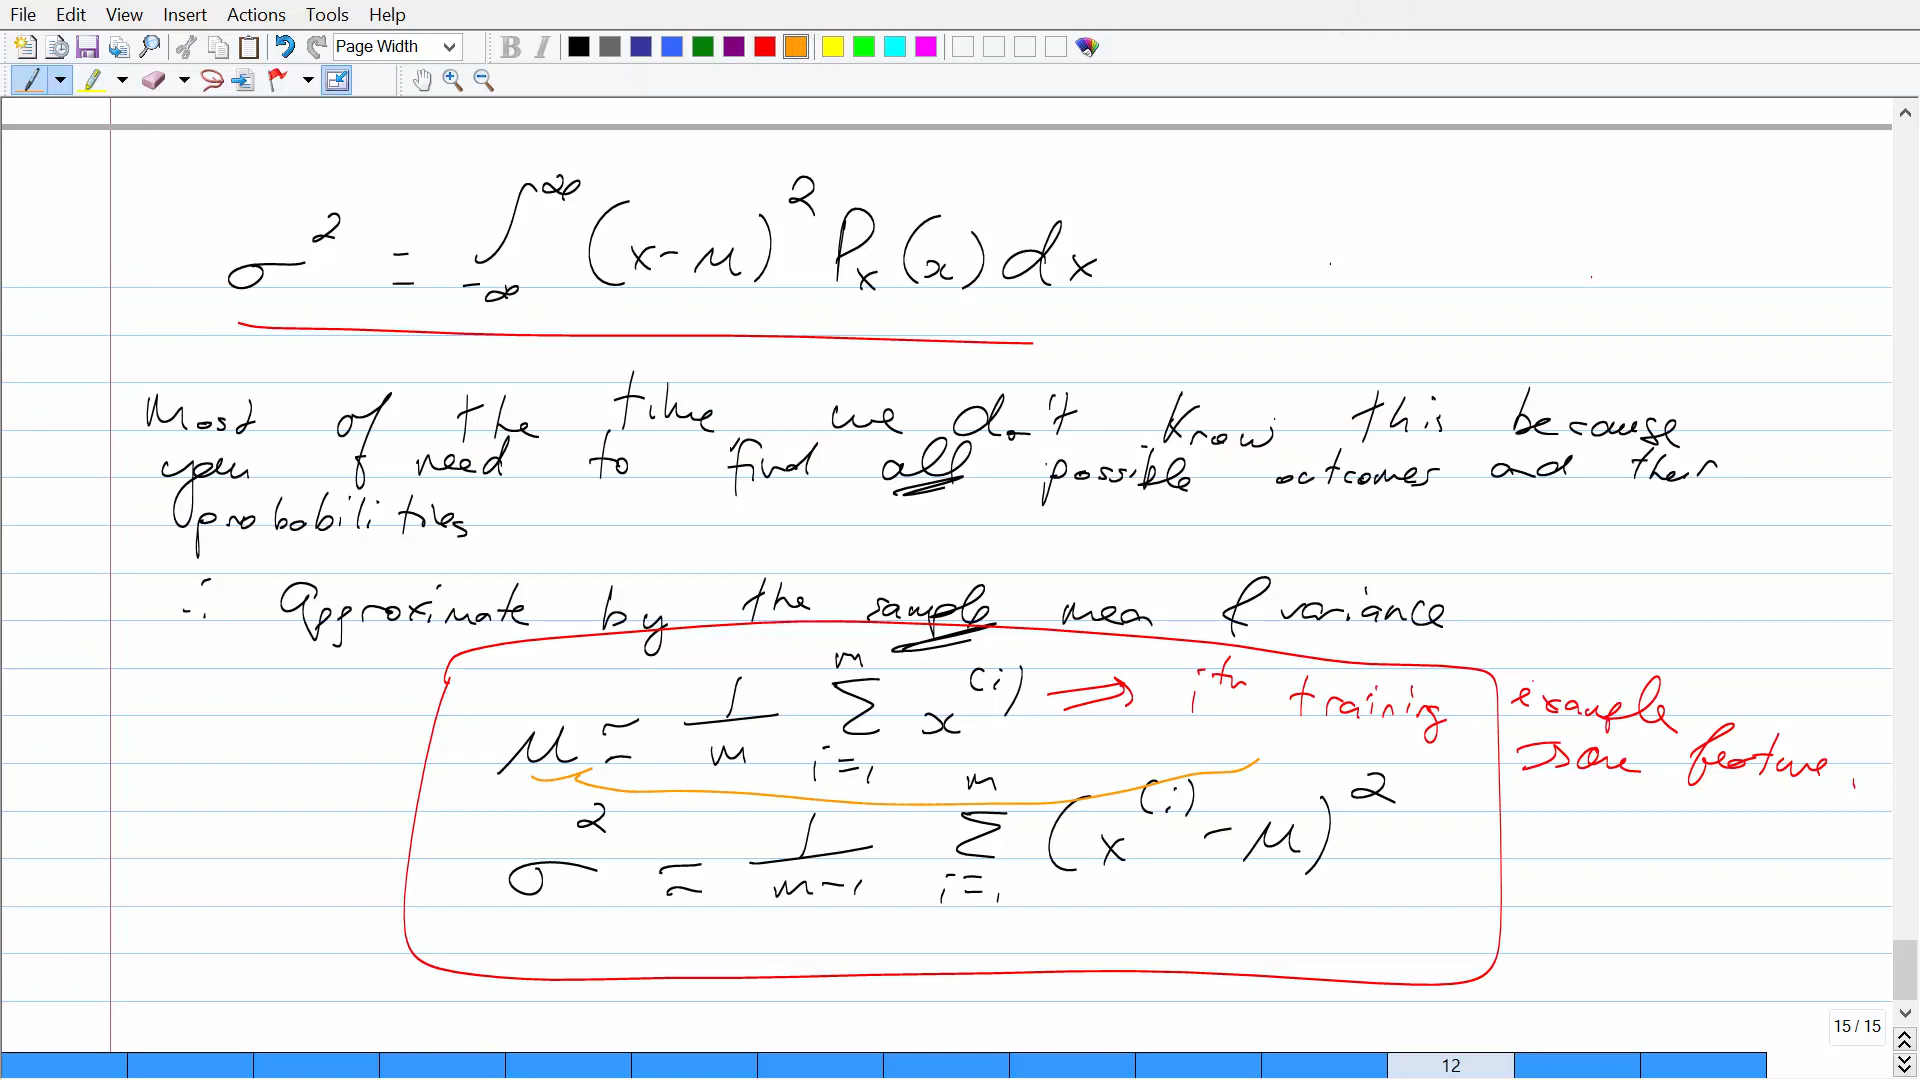 File Edit View Insert Actions Tools Help
Page Width
B I
σ² = ∫_{-∞}^{∞} (x-μ)² P_x(x) dx
Most of the time we don't know this because
you need to find all possible outcomes and their
probabilities
∴ Approximate by the sample mean & variance
μ ≈ 1/m Σ_{i=1}^{m} x^{(i)} ⇒ ith training example
→ one feature.
σ² ≈ 1/(m-1) Σ_{i=1}^{m} (x^{(i)} - μ)²
15 / 15
12